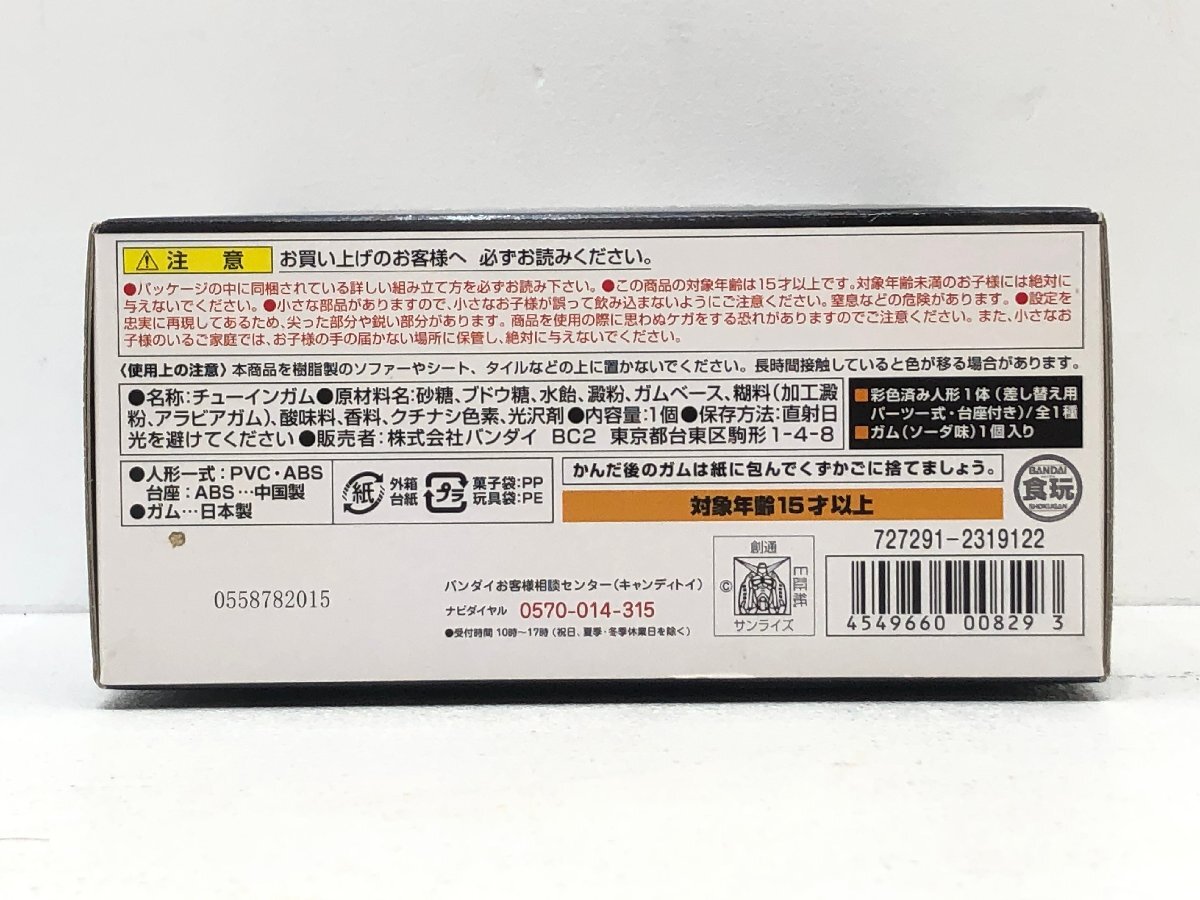 ⚠注 意 お買い上げのお客様へ 必ずお読みください。
●パッケージの中に同梱されている詳しい組み立て方を必ずお読み下さい。●この商品の対象年齢は15才以上です。対象年齢未満のお子様には絶対に
与えないでください。●小さな部品がありますので、小さなお子様が誤って飲み込まないようにご注意ください。窒息などの危険があります。●設定を
忠実に再現してあるため、尖った部分や鋭い部分があります。商品を使用の際に思わぬケガをする恐れがありますのでご注意ください。また、小さなお
子様のいるご家庭では、お子様の手の届かない場所に保管し、絶対に与えないでください。
〈使用上の注意〉本商品を樹脂製のソファーやシート、タイルなどの上に置かないでください。長時間接触していると色が移る場合があります。
●名称:チューインガム●原材料名:砂糖、ブドウ糖、水飴、澱粉、ガムベース、糊料(加工澱
粉、アラビアガム)、酸味料、香料、クチナシ色素、光沢剤●内容量:1個●保存方法:直射日
光を避けてください●販売者:株式会社バンダイ BC2 東京都台東区駒形1-4-8
■彩色済み人形1体(差し替え用
パーツ一式・台座付き)/全1種
■ガム(ソーダ味)1個入り
●人形一式:PVC・ABS
台座:ABS…中国製
●ガム…日本製
紙
外箱
台紙
プラ
菓子袋:PP
玩具袋:PE
かんだ後のガムは紙に包んでくずかごに捨てましょう。
対象年齢15才以上
BANDAI
食玩
SHOKUGAN
727291-2319122
創通
©
証紙
サンライズ
4549660 00829 3
0558782015
バンダイお客様相談センター(キャンディトイ)
ナビダイヤル 0570-014-315
●受付時間 10時〜17時(祝日、夏季・冬季休業日を除く)